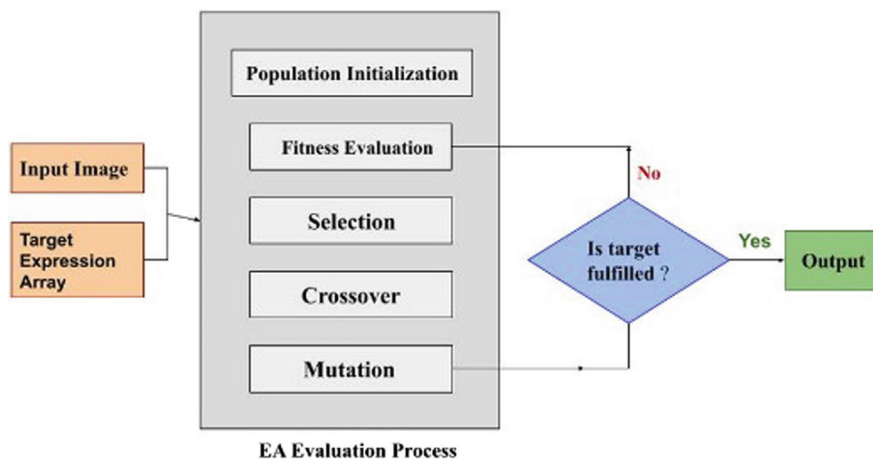 Population Initialization
Fitness Evaluation
Selection
Crossover
Mutation
EA Evaluation Process
Input Image
Target
Expression
Array
No
Is target
fulfilled ?
Yes
Output